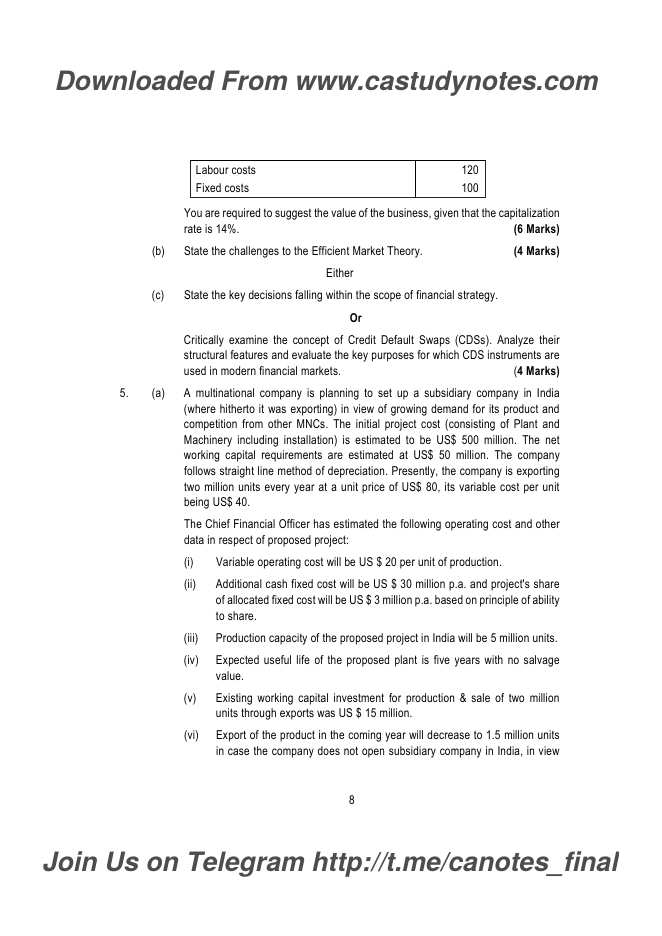 Downloaded From www.castudynotes.com
Labour costs 120
Fixed costs 100
You are required to suggest the value of the business, given that the capitalization
rate is 14%. (6 Marks)
(b) State the challenges to the Efficient Market Theory. (4 Marks)
Either
(c) State the key decisions falling within the scope of financial strategy.
Or
Critically examine the concept of Credit Default Swaps (CDSs). Analyze their
structural features and evaluate the key purposes for which CDS instruments are
used in modern financial markets. (4 Marks)
5. (a) A multinational company is planning to set up a subsidiary company in India
(where hitherto it was exporting) in view of growing demand for its product and
competition from other MNCs. The initial project cost (consisting of Plant and
Machinery including installation) is estimated to be US$ 500 million. The net
working capital requirements are estimated at US$ 50 million. The company
follows straight line method of depreciation. Presently, the company is exporting
two million units every year at a unit price of US$ 80, its variable cost per unit
being US$ 40.
The Chief Financial Officer has estimated the following operating cost and other
data in respect of proposed project:
(i) Variable operating cost will be US $ 20 per unit of production.
(ii) Additional cash fixed cost will be US $ 30 million p.a. and project's share
of allocated fixed cost will be US $ 3 million p.a. based on principle of ability
to share.
(iii) Production capacity of the proposed project in India will be 5 million units.
(iv) Expected useful life of the proposed plant is five years with no salvage
value.
(v) Existing working capital investment for production & sale of two million
units through exports was US $ 15 million.
(vi) Export of the product in the coming year will decrease to 1.5 million units
in case the company does not open subsidiary company in India, in view
8
Join Us on Telegram http://t.me/canotes_final